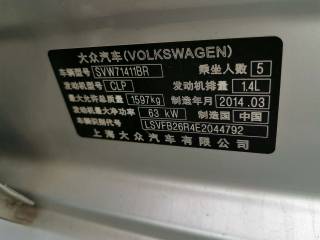 大众汽车(VOLKSWAGEN)
车辆型号 SVW71411BR 乘坐人数 5
发动机型号 CLP 发动机排量 1.4L
最大允许总质量 1597kg 制造年月 2014.03
发动机最大净功率 63 kW 制造国 中国
车辆识别代号 LSVFB26R4E2044792
上海大众汽车有限公司